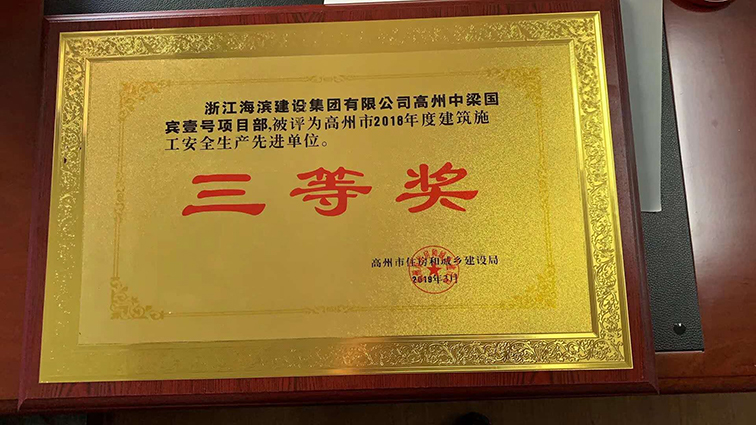 浙江海滨建设集团有限公司高州中梁国
宾壹号项目部,被评为高州市2018年度建筑施
工安全生产先进单位。
三等奖
高州市住房和城乡建设局
2019年3月